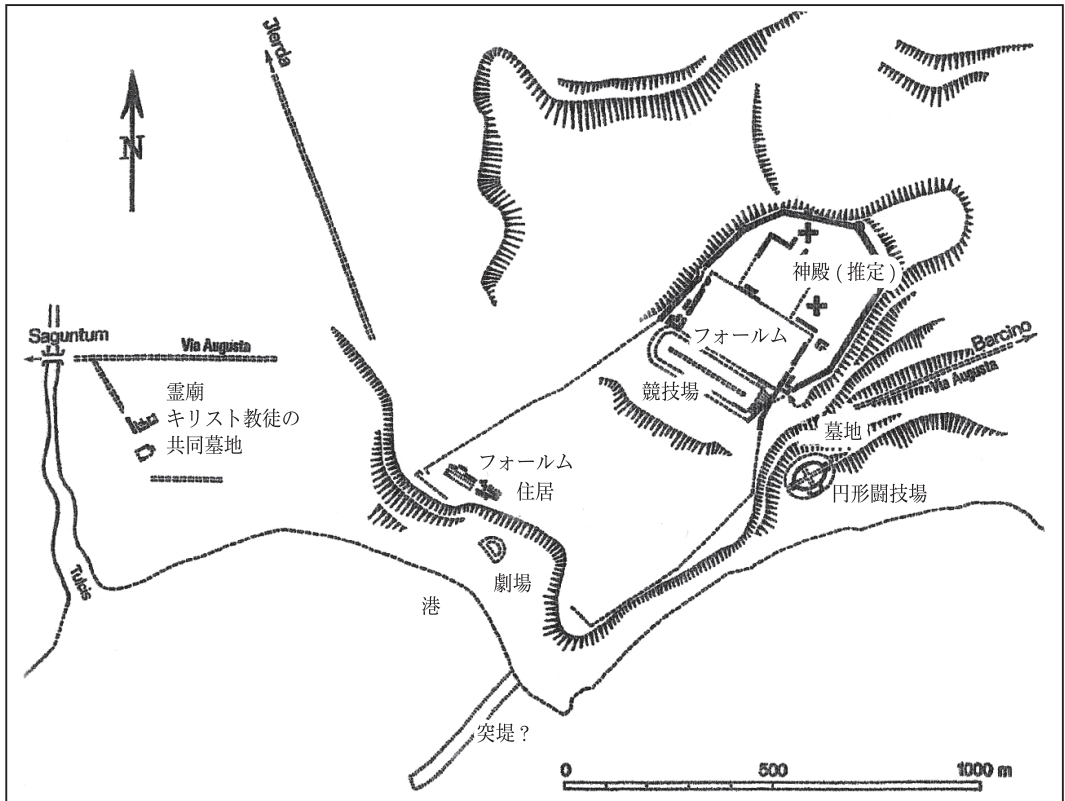 Jlerda
N
神殿(推定)
フォールム
Barcino
Via Augusta
Saguntum
Via Augusta
競技場
霊廟
キリスト教徒の
共同墓地
墓地
フォールム
住居
円形闘技場
劇場
港
Tulcis
突堤?
0 500 1000 m